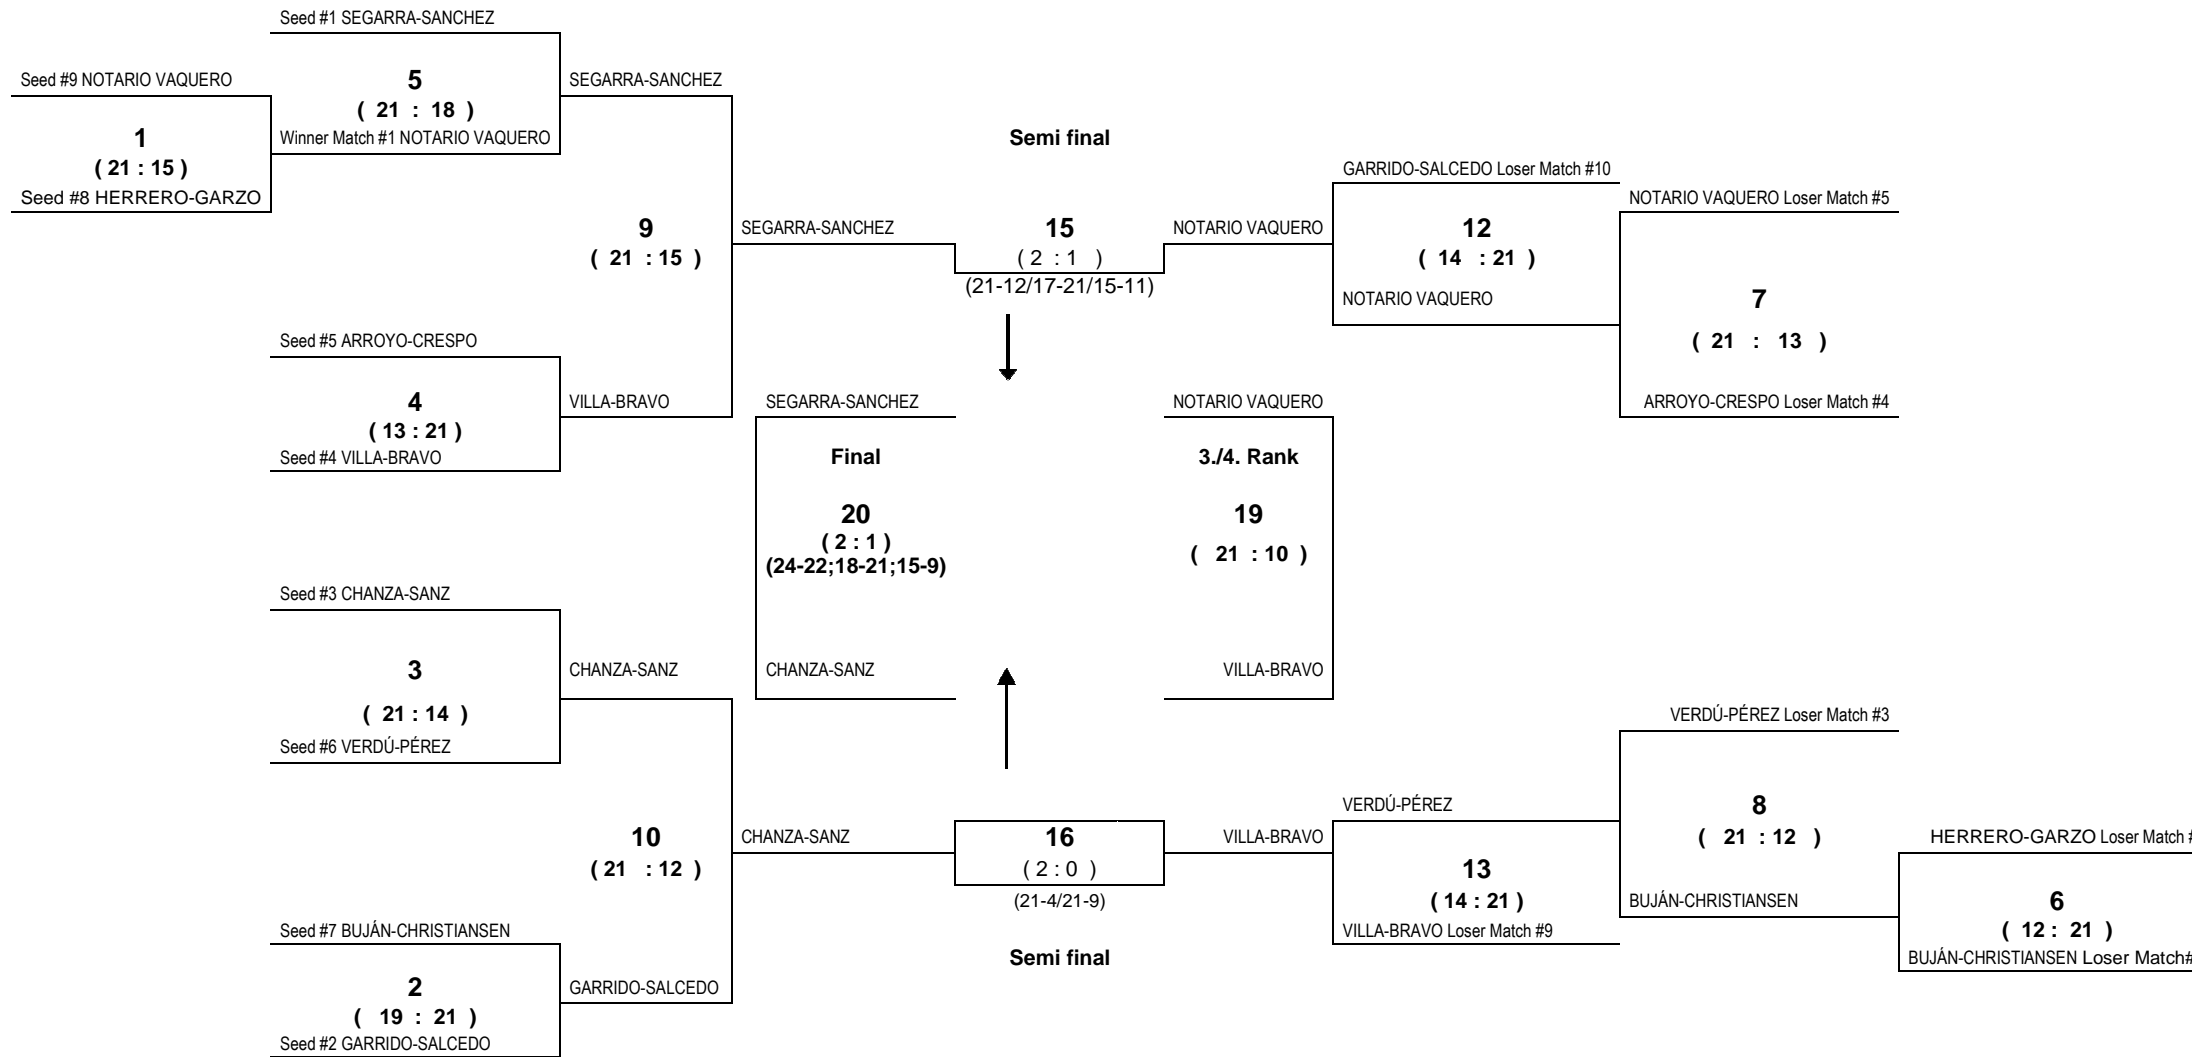 Seed #1 SEGARRA-SANCHEZ
Seed #9 NOTARIO VAQUERO
5
SEGARRA-SANCHEZ
( 21 : 18 )
1
Winner Match #1 NOTARIO VAQUERO
Semi final
( 21 : 15 )
GARRIDO-SALCEDO Loser Match #10
Seed #8 HERRERO-GARZO
NOTARIO VAQUERO Loser Match #5
9
SEGARRA-SANCHEZ
15
NOTARIO VAQUERO
12
( 21 : 15 )
( 2 : 1 )
( 14 : 21 )
(21-12/17-21/15-11)
NOTARIO VAQUERO
7
Seed #5 ARROYO-CRESPO
( 21 : 13 )
4
VILLA-BRAVO
SEGARRA-SANCHEZ
NOTARIO VAQUERO
ARROYO-CRESPO Loser Match #4
( 13 : 21 )
Seed #4 VILLA-BRAVO
Final
3./4. Rank
20
19
( 2 : 1 )
( 21 : 10 )
(24-22;18-21;15-9)
Seed #3 CHANZA-SANZ
3
CHANZA-SANZ
CHANZA-SANZ
VILLA-BRAVO
( 21 : 14 )
VERDÚ-PÉREZ Loser Match #3
Seed #6 VERDÚ-PÉREZ
VERDÚ-PÉREZ
8
10
CHANZA-SANZ
16
VILLA-BRAVO
( 21 : 12 )
HERRERO-GARZO Loser Match #
( 21 : 12 )
( 2 : 0 )
13
(21-4/21-9)
( 14 : 21 )
BUJÁN-CHRISTIANSEN
6
Seed #7 BUJÁN-CHRISTIANSEN
VILLA-BRAVO Loser Match #9
( 12 : 21 )
Semi final
BUJÁN-CHRISTIANSEN Loser Match#
2
GARRIDO-SALCEDO
( 19 : 21 )
Seed #2 GARRIDO-SALCEDO